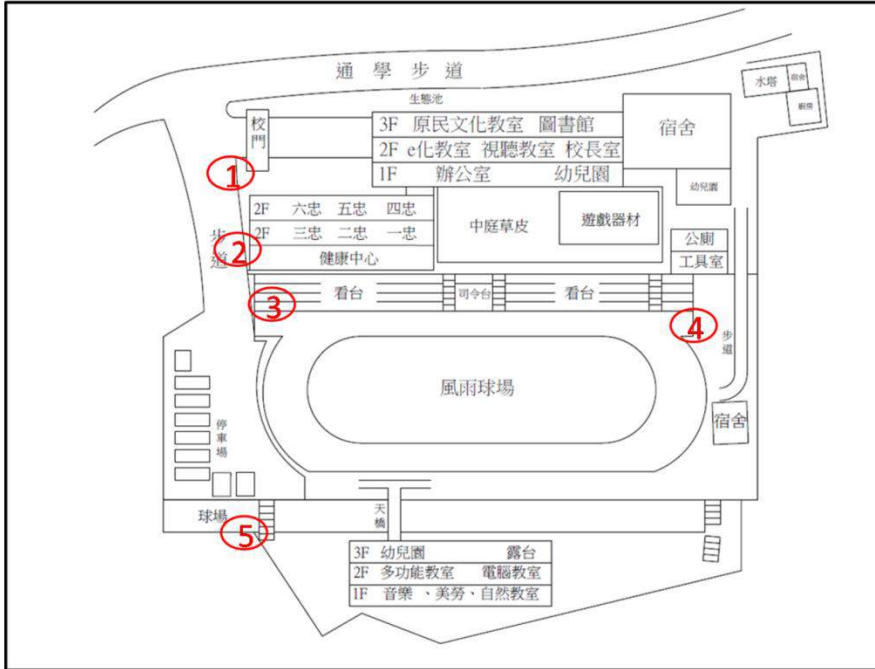 通學步道
生態池
水塔 宿舍
廚房
校門
3F 原民文化教室 圖書館
2F e化教室 視聽教室 校長室
1F 辦公室 幼兒園
宿舍
幼兒園
1
2F 六忠 五忠 四忠
2F 三忠 二忠 一忠
健康中心
中庭草皮
遊戲器材
公廁
工具室
步道
2
看台
司令台
看台
3
4
步道
風雨球場
宿舍
停車場
球場
5
天橋
3F 幼兒園 露台
2F 多功能教室 電腦教室
1F 音樂、美勞、自然教室